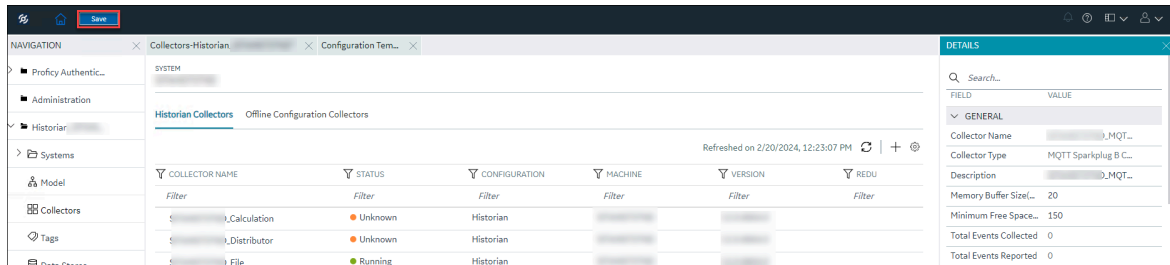 Save
NAVIGATION
Proficy Authentic...
Administration
Historian
Systems
Model
Collectors
Tags
Data Stores
Collectors-Historian
Configuration Tem...
SYSTEM
Historian Collectors Offline Configuration Collectors
Refreshed on 2/20/2024, 12:23:07 PM
COLLECTOR NAME STATUS CONFIGURATION MACHINE VERSION REDU
Filter Filter Filter Filter Filter Filter
_Calculation Unknown Historian
_Distributor Unknown Historian
_File Running Historian
DETAILS
Search...
FIELD VALUE
GENERAL
Collector Name _MQT...
Collector Type MQTT Sparkplug B C...
Description _MQT...
Memory Buffer Size(... 20
Minimum Free Space... 150
Total Events Collected 0
Total Events Reported 0